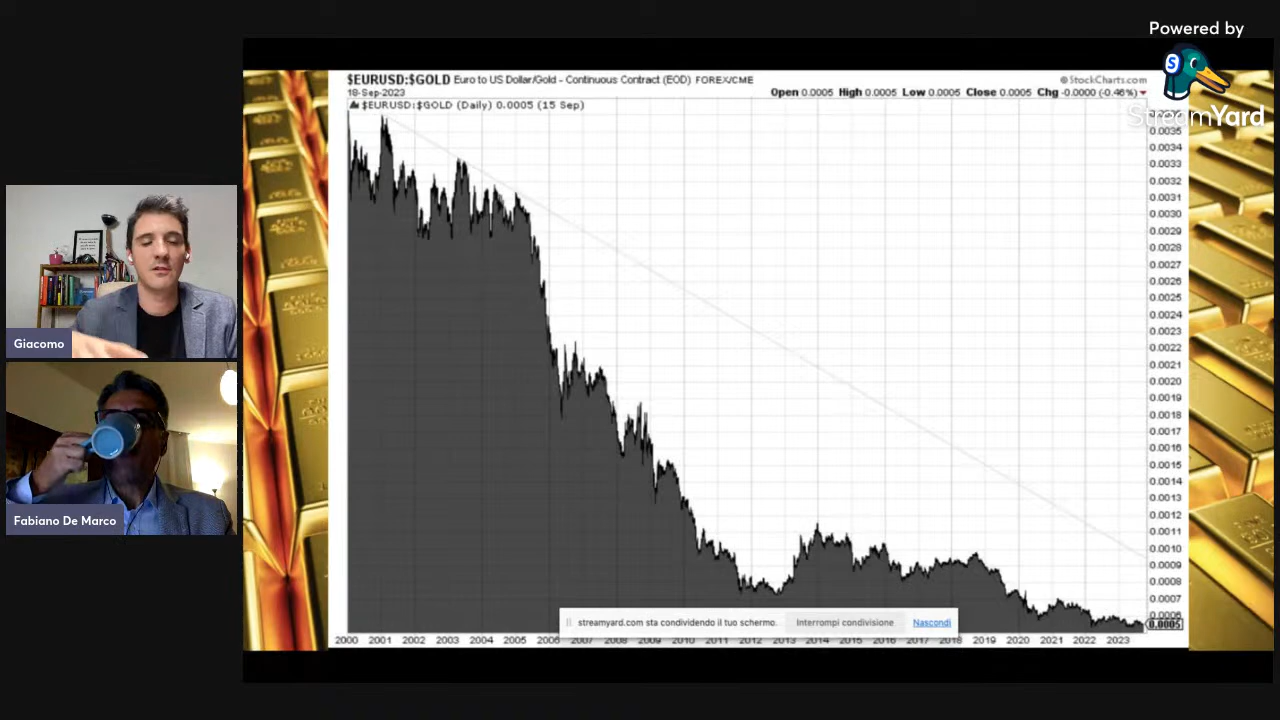 Powered by
StreamYard
$EURUSD:$GOLD Euro to US Dollar/Gold - Continuous Contract (EOD) FOREX/CME
© StockCharts.com
18-Sep-2023
Open 0.0005 High 0.0005 Low 0.0005 Close 0.0005 Chg -0.0000 (-0.46%)
$EURUSD:$GOLD (Daily) 0.0005 (15 Sep)
0.0035
0.0034
0.0033
0.0032
0.0031
0.0030
0.0029
0.0028
0.0027
0.0026
0.0025
0.0024
0.0023
0.0022
0.0021
0.0020
0.0019
0.0018
0.0017
0.0016
0.0015
0.0014
0.0013
0.0012
0.0011
0.0010
0.0009
0.0008
0.0007
0.0006
0.0005
Giacomo
Fabiano De Marco
streamyard.com sta condividendo il tuo schermo.
Interrompi condivisione
Nascondi
2000 2001 2002 2003 2004 2005 2006 2007 2008 2009 2010 2011 2012 2013 2014 2015 2016 2017 2018 2019 2020 2021 2022 2023